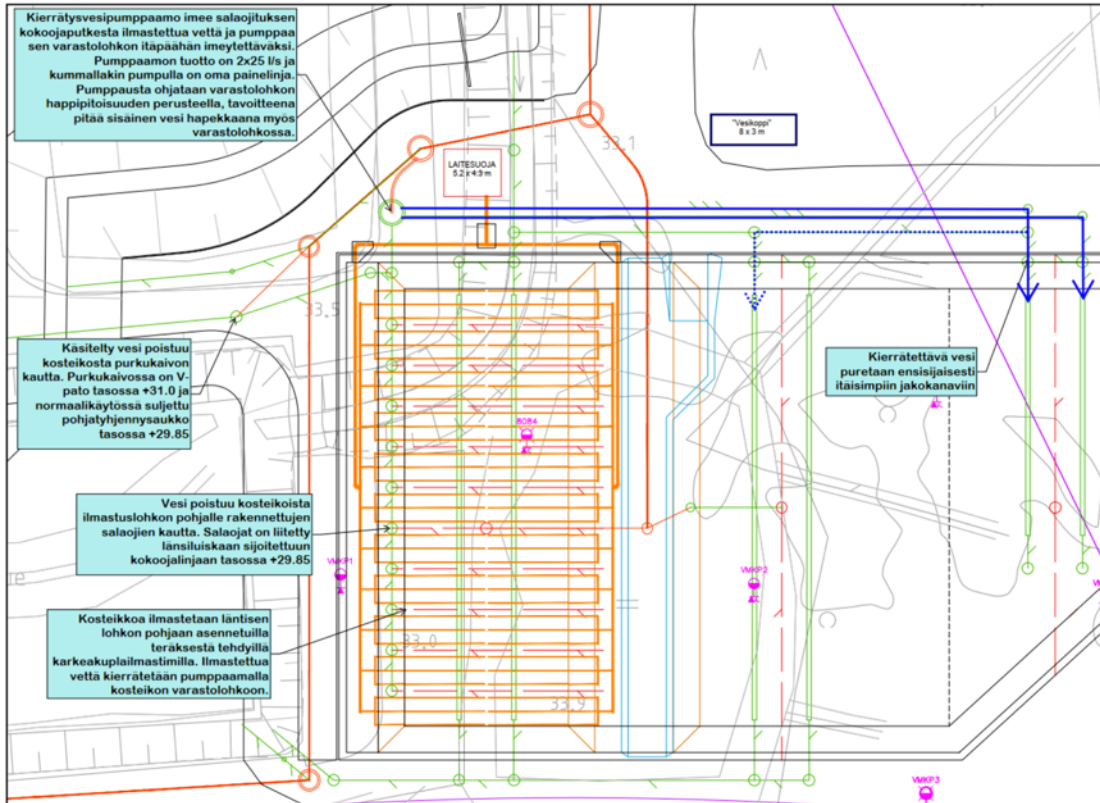 Kierrätysvesipumppaamo imee salaojituksen
kokoojaputkesta ilmastettua vettä ja pumppaa
sen varastolohkon itäpäähän imeytettäväksi.
Pumppaamon tuotto on 2x25 l/s ja
kummallakin pumpulla on oma painelinja.
Pumppausta ohjataan varastolohkon
happipitoisuuden perusteella, tavoitteena
pitää sisäinen vesi hapekkaana myös
varastolohkossa.
33.1
"Vesikoppi"
8 x 3 m
LAITESUOJA
5.2 x 4.3 m
33.5
Käsitelty vesi poistuu
kosteikosta purkukaivon
kautta. Purkukaivossa on V-
pato tasossa +31.0 ja
normaalikäytössä suljettu
pohjatyhjennysaukko
tasossa +29.85
Kierrätettävä vesi
puretaan ensisijaisesti
itäisimpiin jakokanaviin
8084
Vesi poistuu kosteikoista
ilmastuslohkon pohjalle rakennettujen
salaojien kautta. Salaojat on liitetty
länsiluiskaan sijoitettuun
kokoojalinjaan tasossa +29.85
VMKP1
VMKP2
Kosteikkoa ilmastetaan läntisen
lohkon pohjaan asennetuilla
teräksestä tehdyillä
karkeakuplailmastimilla. Ilmastettua
vettä kierrätetään pumppaamalla
kosteikon varastolohkoon.
33.0
33.9
VMKP3